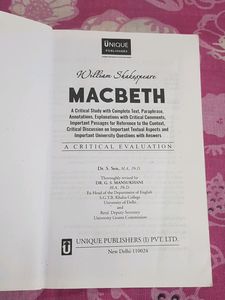 UNIQUE
PUBLISHERS
William Shakespeare
MACBETH
A Critical Study with Complete Text, Paraphrase,
Annotations, Explanations with Critical Comments,
Important Passages for Reference to the Context,
Critical Discussion on Important Textual Aspects and
Important University Questions with Answers
A CRITICAL EVALUATION
Dr. S. Sen, M.A., Ph.D.
Thoroughly revised by
DR. G. S. MANSUKHANI
M.A., Ph.D.
Ex-Head of the Department of English
S.G.T.B. Khalsa College
University of Delhi
and
Retd. Deputy Secretary
University Grants Commission
UNIQUE PUBLISHERS (I) PVT. LTD.
New Delhi 110024